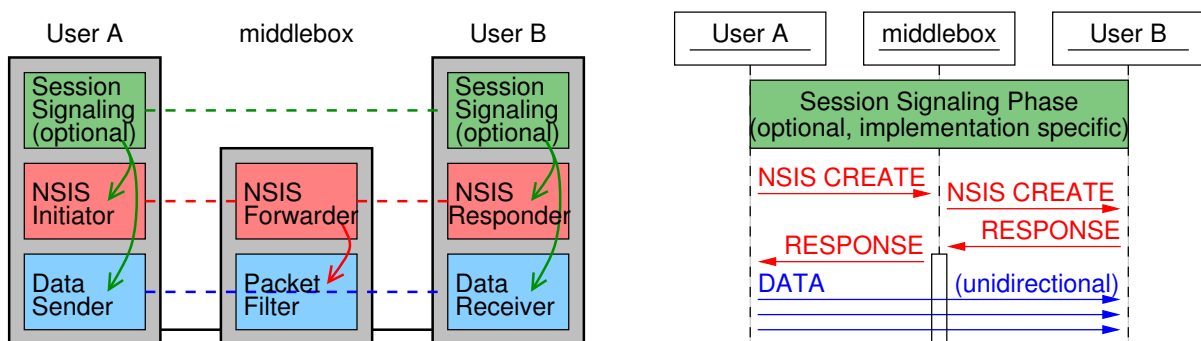 User A
middlebox
User B
Session
Signaling
(optional)
Session
Signaling
(optional)
NSIS
Initiator
NSIS
Forwarder
NSIS
Responder
Data
Sender
Packet
Filter
Data
Receiver
User A
middlebox
User B
Session Signaling Phase
(optional, implementation specific)
NSIS CREATE
NSIS CREATE
RESPONSE
RESPONSE
DATA
(unidirectional)